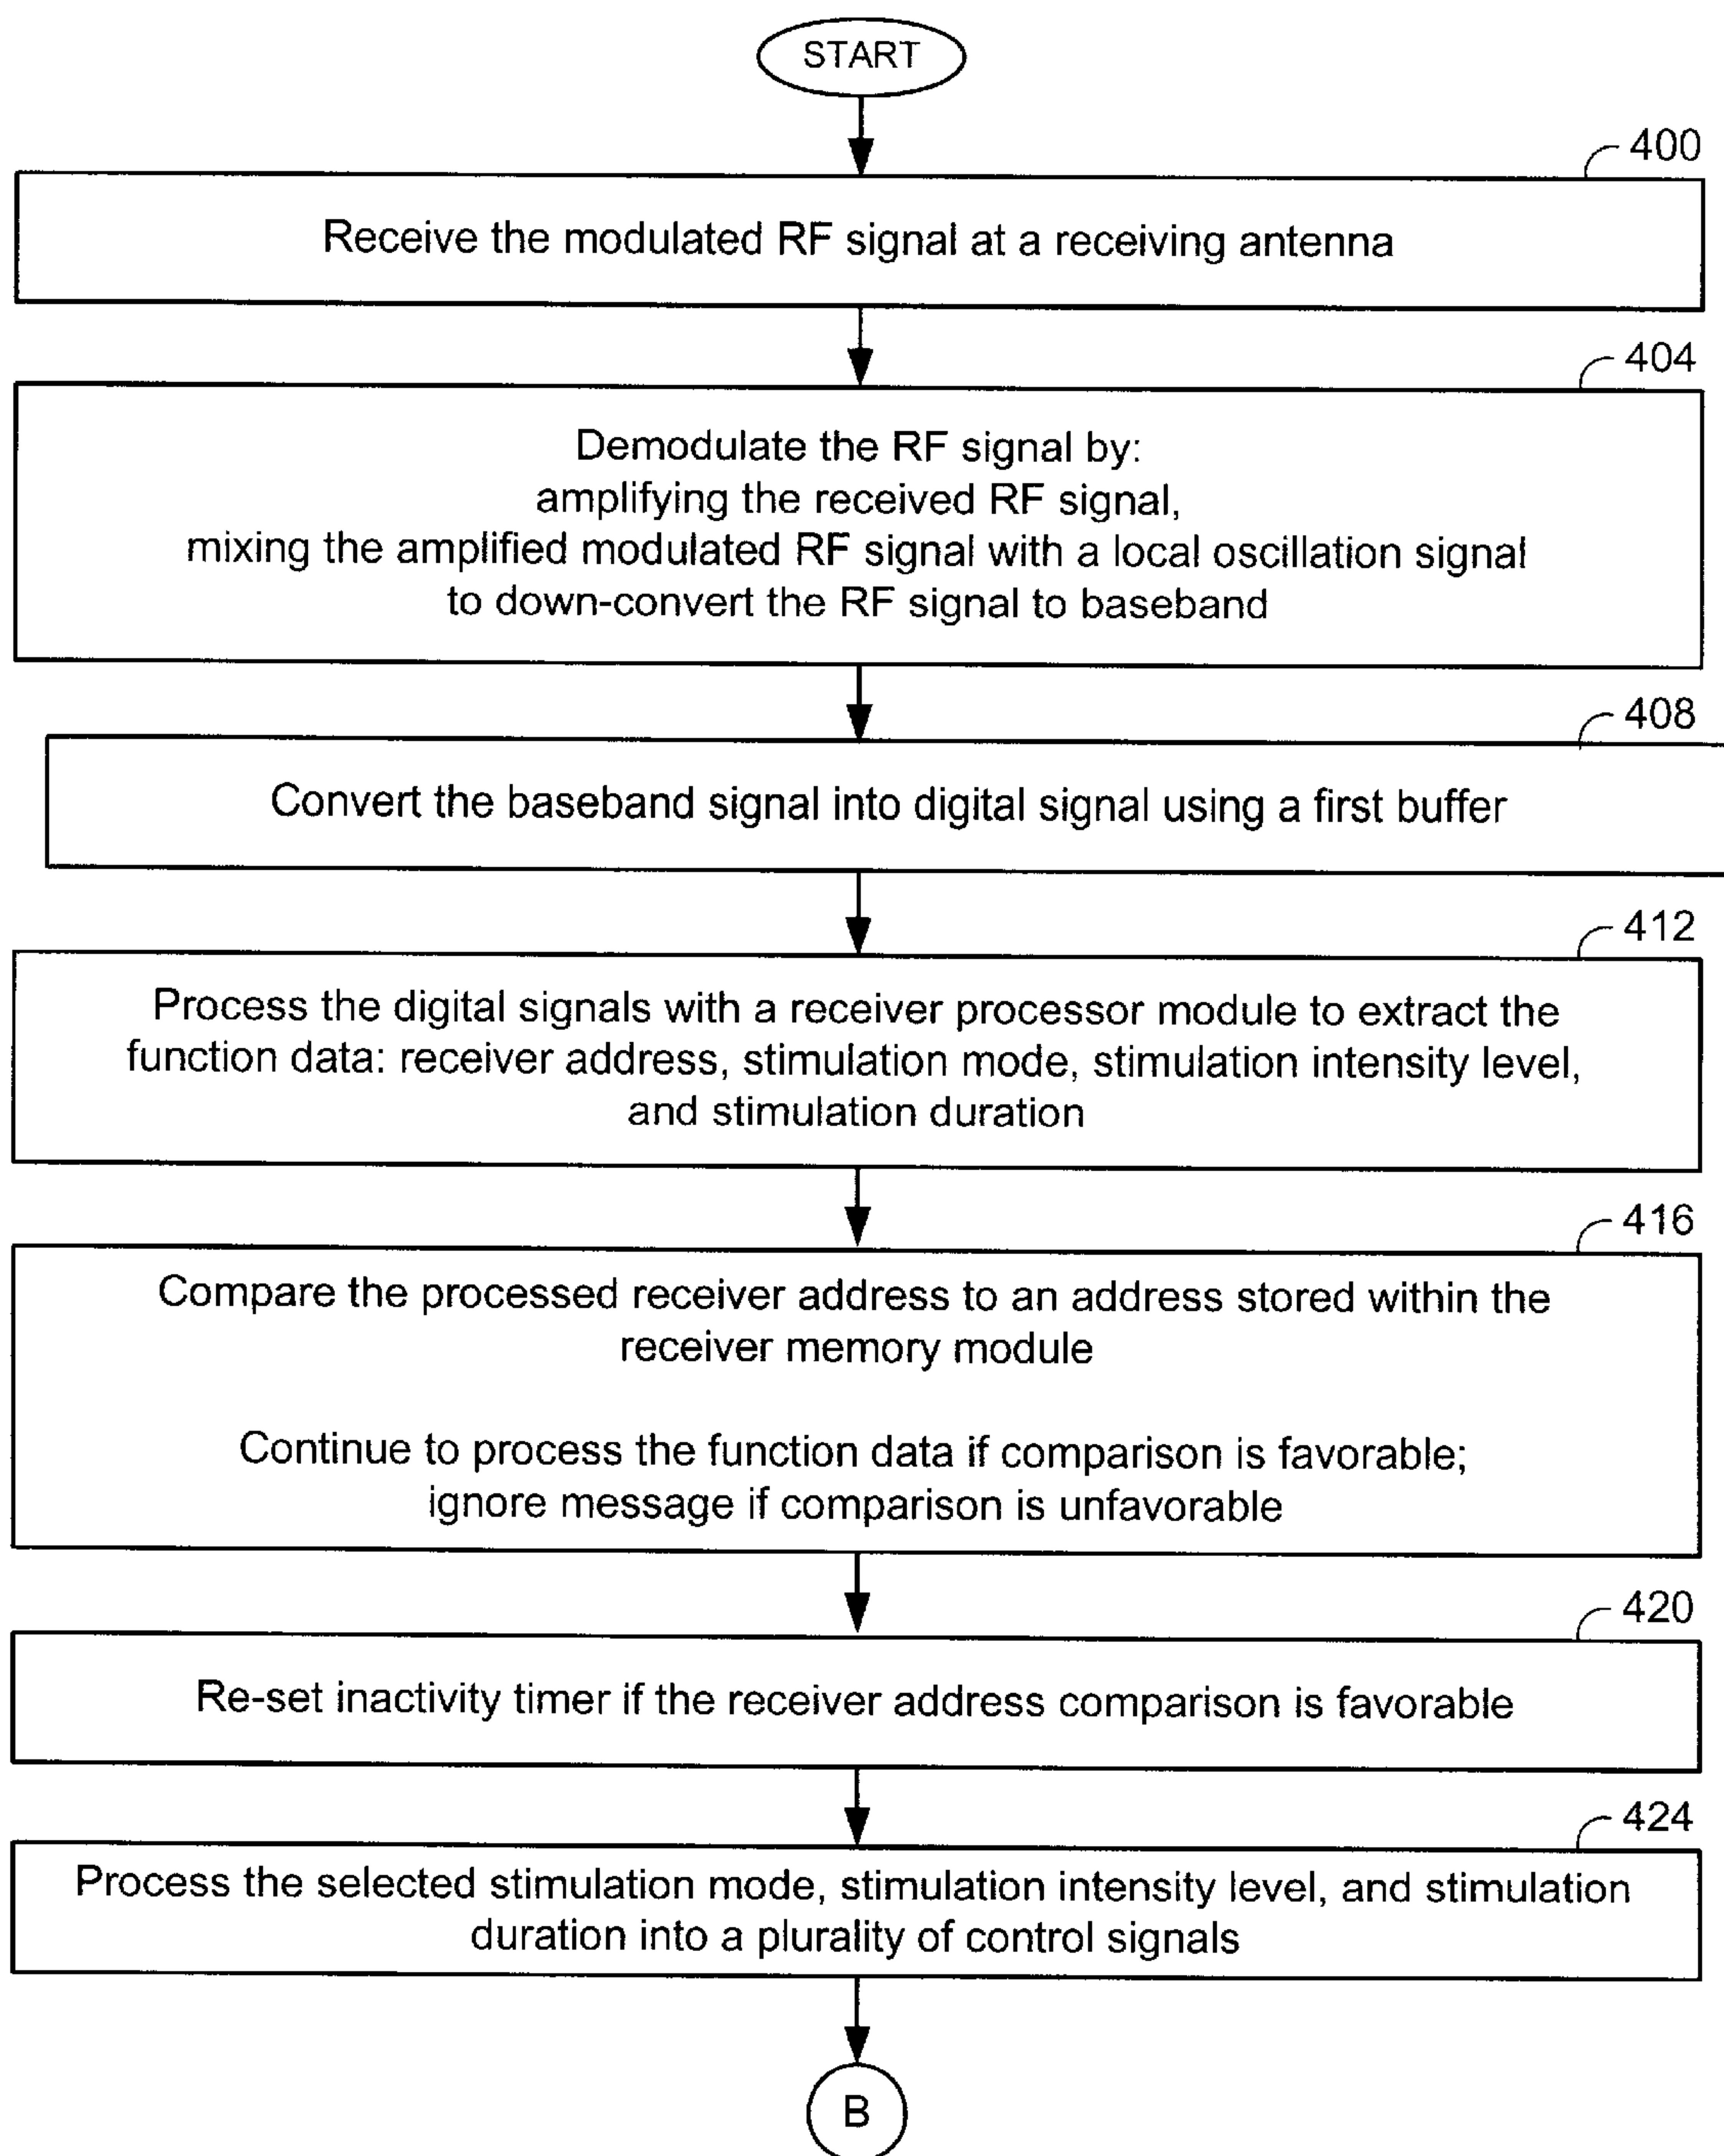 START
400
Receive the modulated RF signal at a receiving antenna
404
Demodulate the RF signal by:
amplifying the received RF signal,
mixing the amplified modulated RF signal with a local oscillation signal
to down-convert the RF signal to baseband
408
Convert the baseband signal into digital signal using a first buffer
412
Process the digital signals with a receiver processor module to extract the
function data: receiver address, stimulation mode, stimulation intensity level,
and stimulation duration
416
Compare the processed receiver address to an address stored within the
receiver memory module
Continue to process the function data if comparison is favorable;
ignore message if comparison is unfavorable
420
Re-set inactivity timer if the receiver address comparison is favorable
424
Process the selected stimulation mode, stimulation intensity level, and stimulation
duration into a plurality of control signals
B